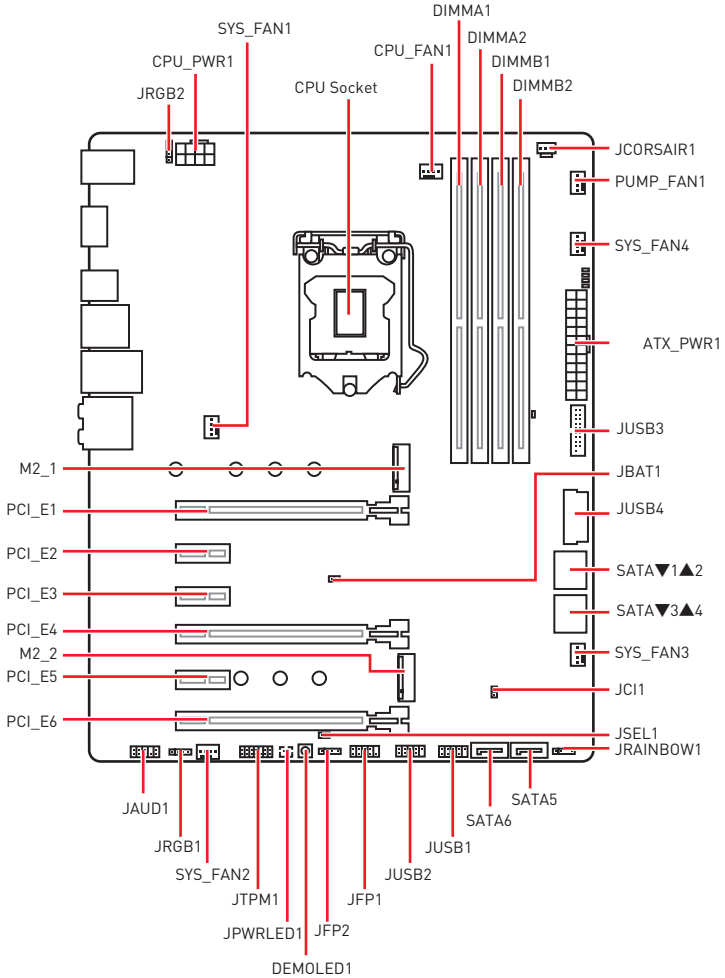 DIMMA1
SYS_FAN1
DIMMA2
CPU_PWR1
CPU_FAN1
DIMMB1
JRGB2
CPU Socket
DIMMB2
JCORSAIR1
PUMP_FAN1
SYS_FAN4
ATX_PWR1
JUSB3
M2_1
JBAT1
PCI_E1
JUSB4
PCI_E2
SATA▼1▲2
PCI_E3
SATA▼3▲4
PCI_E4
M2_2
SYS_FAN3
PCI_E5
JCI1
PCI_E6
JSEL1
JRAINBOW1
JAUD1
SATA5
SATA6
JRGB1
JUSB1
SYS_FAN2
JUSB2
JTPM1
JFP1
JPWRLED1
JFP2
DEMOLED1